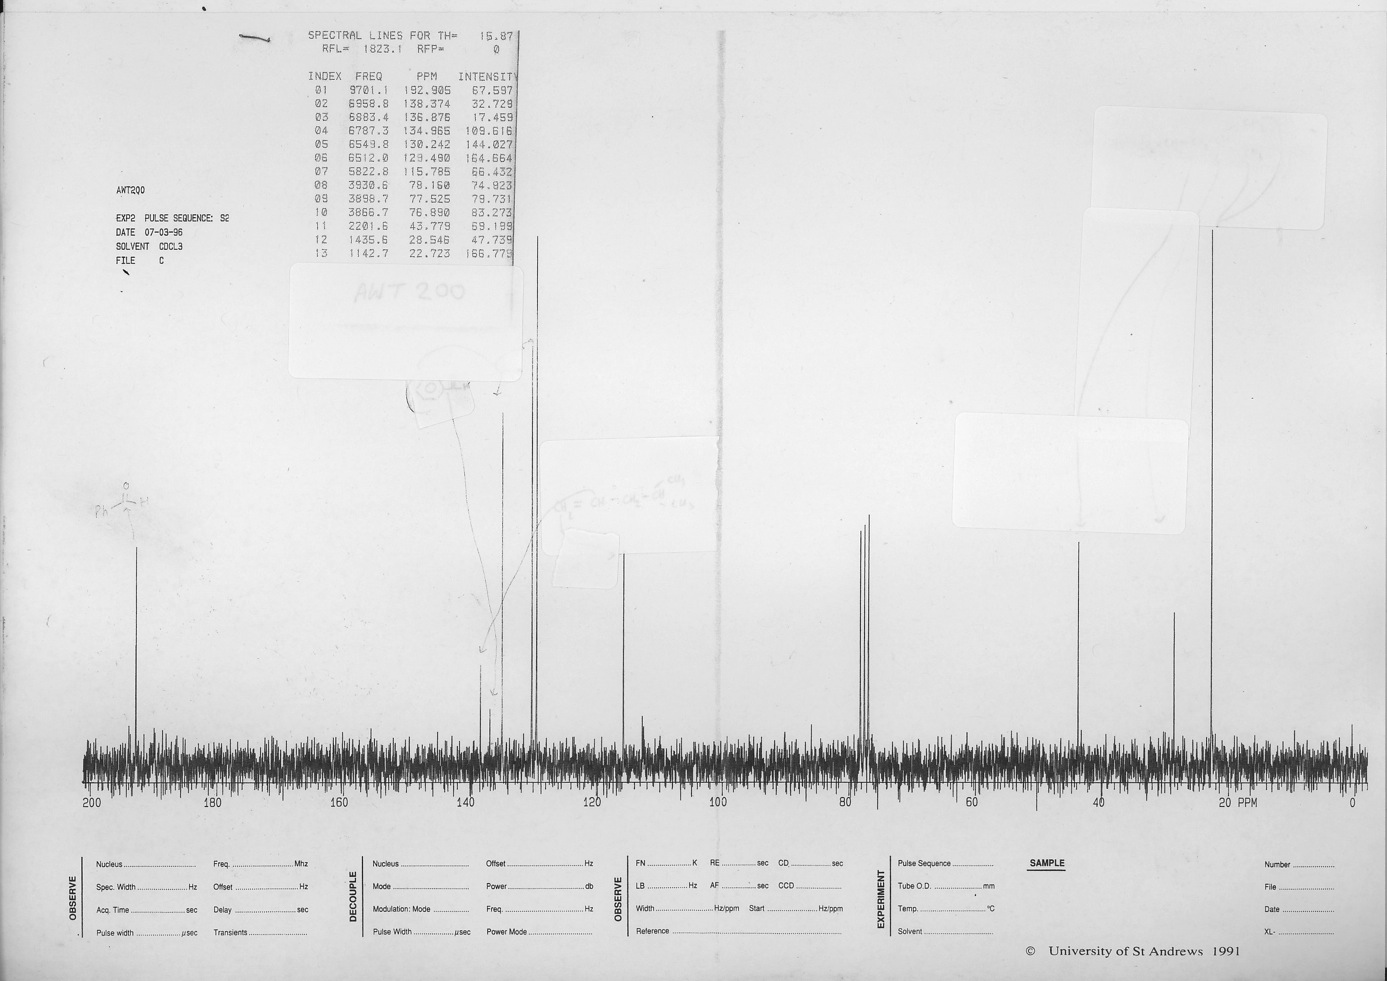 SPECTRAL LINES FOR TH= 15.87
RFL= 1823.1 RFP= 0
INDEX FREQ PPM INTENSITY
01 9701.1 192.905 67.597
02 6958.8 138.374 32.729
03 6883.4 136.876 17.459
04 6787.3 134.965 109.616
05 6549.8 130.242 144.027
06 6512.0 129.490 164.664
07 5822.8 115.785 66.432
08 3930.6 78.160 74.923
09 3898.7 77.525 79.731
10 3866.7 76.890 83.273
11 2201.6 43.779 69.199
12 1435.6 28.546 47.739
13 1142.7 22.723 166.779
AWT200
EXP2 PULSE SEQUENCE: S2
DATE 07-03-96
SOLVENT CDCL3
FILE C
AWT 200
O
Ph H
200 180 160 140 120 100 80 60 40 20 PPM 0
OBSERVE
Nucleus Freq. Mhz
Spec. Width Hz Offset Hz
Acq. Time sec Delay sec
Pulse width µsec Transients
DECOUPLE
Nucleus Offset Hz
Mode Power db
Modulation: Mode Freq. Hz
Pulse Width µsec Power Mode
OBSERVE
FN K RE sec CD sec
LB Hz AF sec CCD
Width Hz/ppm Start Hz/ppm
Reference
EXPERIMENT
Pulse Sequence
Tube O.D. mm
Temp. °C
Solvent
SAMPLE
Number
File
Date
XL-
© University of St Andrews 1991